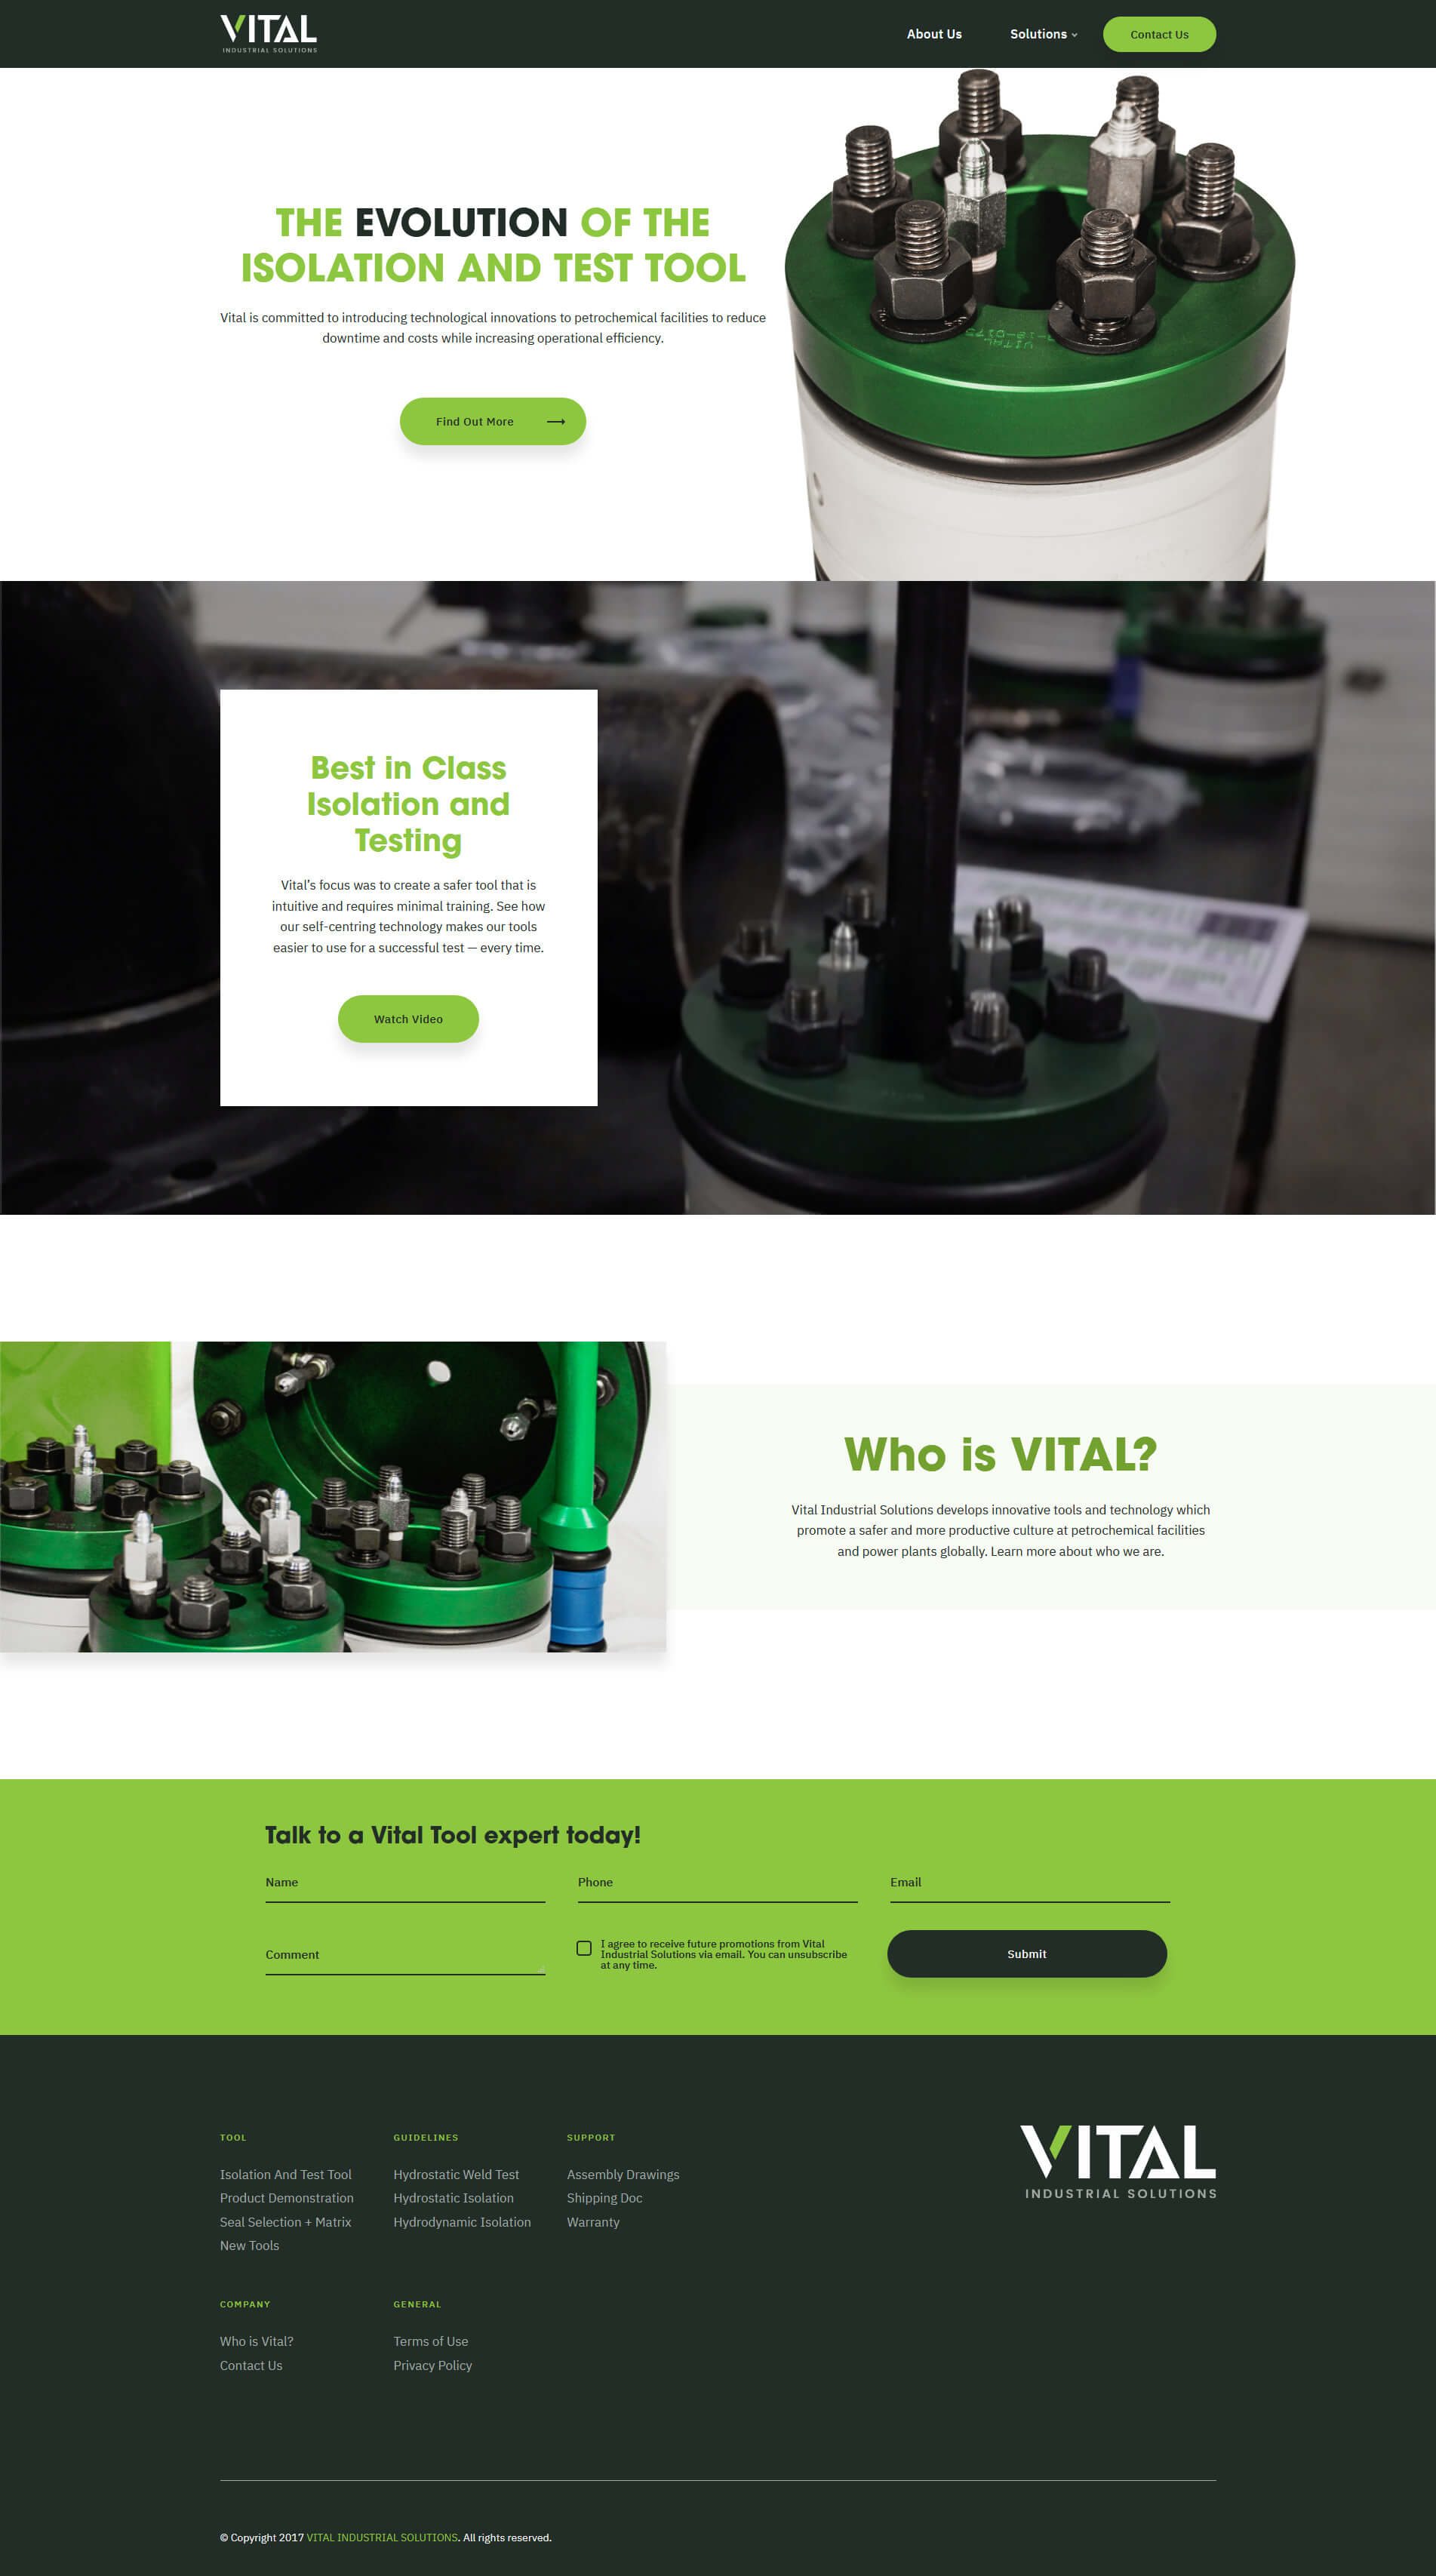 VITAL
INDUSTRIAL SOLUTIONS
About Us
Solutions
Contact Us
THE EVOLUTION OF THE
ISOLATION AND TEST TOOL
Vital is committed to introducing technological innovations to petrochemical facilities to reduce
downtime and costs while increasing operational efficiency.
Find Out More
Best in Class
Isolation and
Testing
Vital's focus was to create a safer tool that is
intuitive and requires minimal training. See how
our self-centring technology makes our tools
easier to use for a successful test — every time.
Watch Video
Who is VITAL?
Vital Industrial Solutions develops innovative tools and technology which
promote a safer and more productive culture at petrochemical facilities
and power plants globally. Learn more about who we are.
Talk to a Vital Tool expert today!
Name
Phone
Email
Comment
I agree to receive future promotions from Vital
Industrial Solutions via email. You can unsubscribe
at any time.
Submit
TOOL
Isolation And Test Tool
Product Demonstration
Seal Selection + Matrix
New Tools
GUIDELINES
Hydrostatic Weld Test
Hydrostatic Isolation
Hydrodynamic Isolation
SUPPORT
Assembly Drawings
Shipping Doc
Warranty
VITAL
INDUSTRIAL SOLUTIONS
COMPANY
Who is Vital?
Contact Us
GENERAL
Terms of Use
Privacy Policy
© Copyright 2017 VITAL INDUSTRIAL SOLUTIONS. All rights reserved.